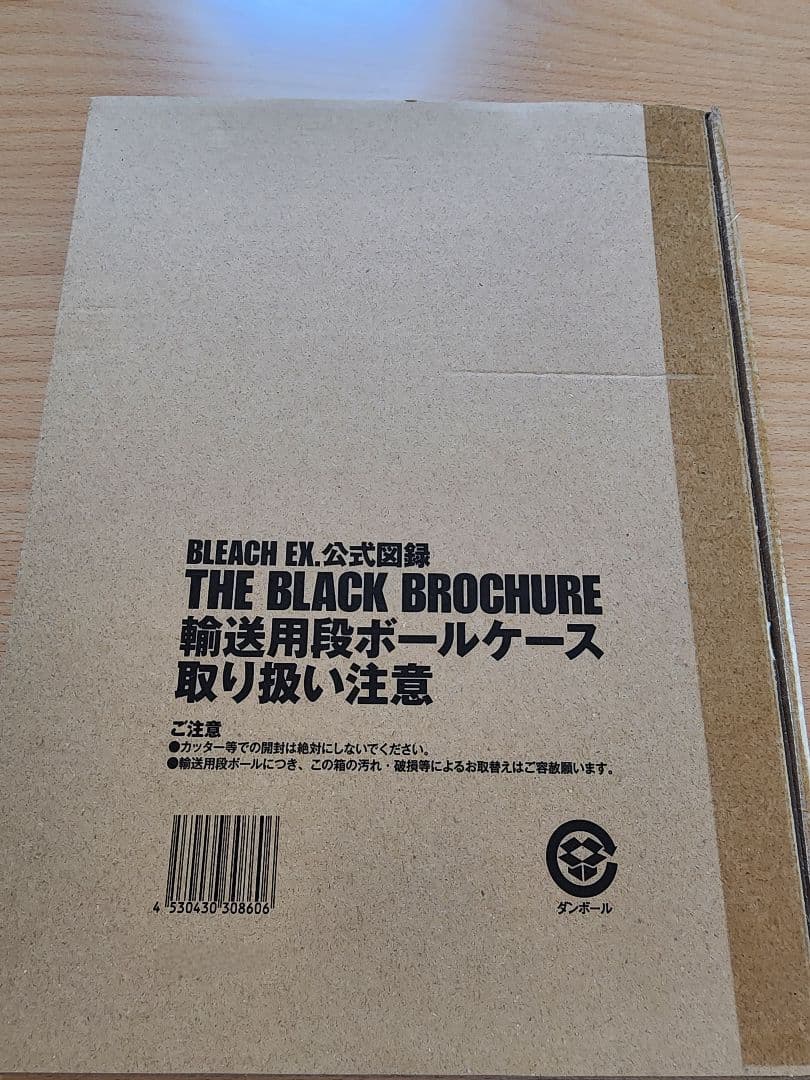 BLEACH EX.公式図録
THE BLACK BROCHURE
輸送用段ボールケース
取り扱い注意
ご注意
●カッター等での開封は絶対にしないでください。
●輸送用段ボールにつき、この箱の汚れ・破損等によるお取替えはご容赦願います。
4 530430 308606
ダンボール